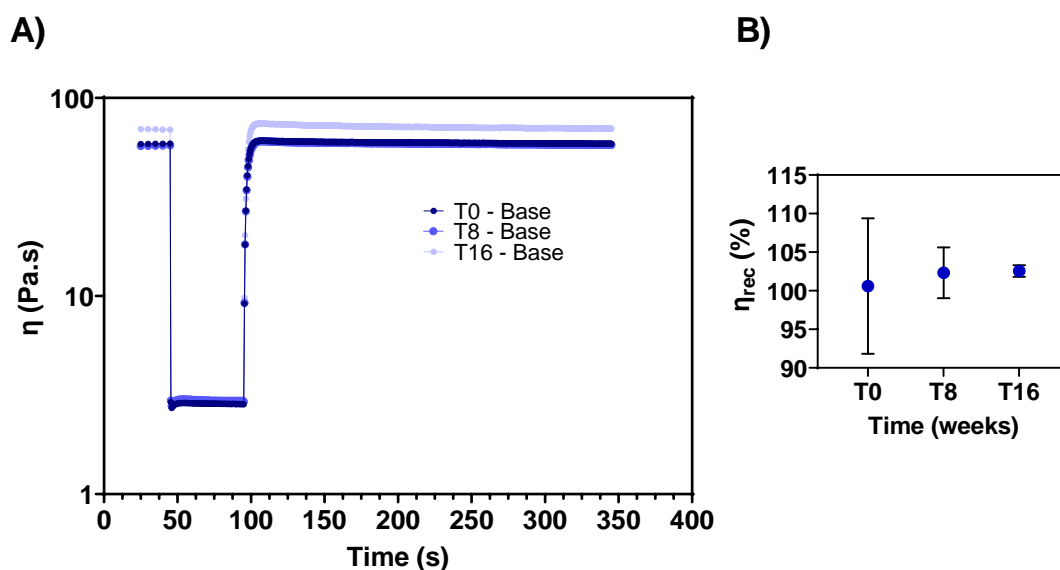 A)
100
10
1
η (Pa.s)
T0 - Base
T8 - Base
T16 - Base
0 50 100 150 200 250 300 350 400
Time (s)
B)
115
110
105
100
95
90
ηrec (%)
T0 T8 T16
Time (weeks)